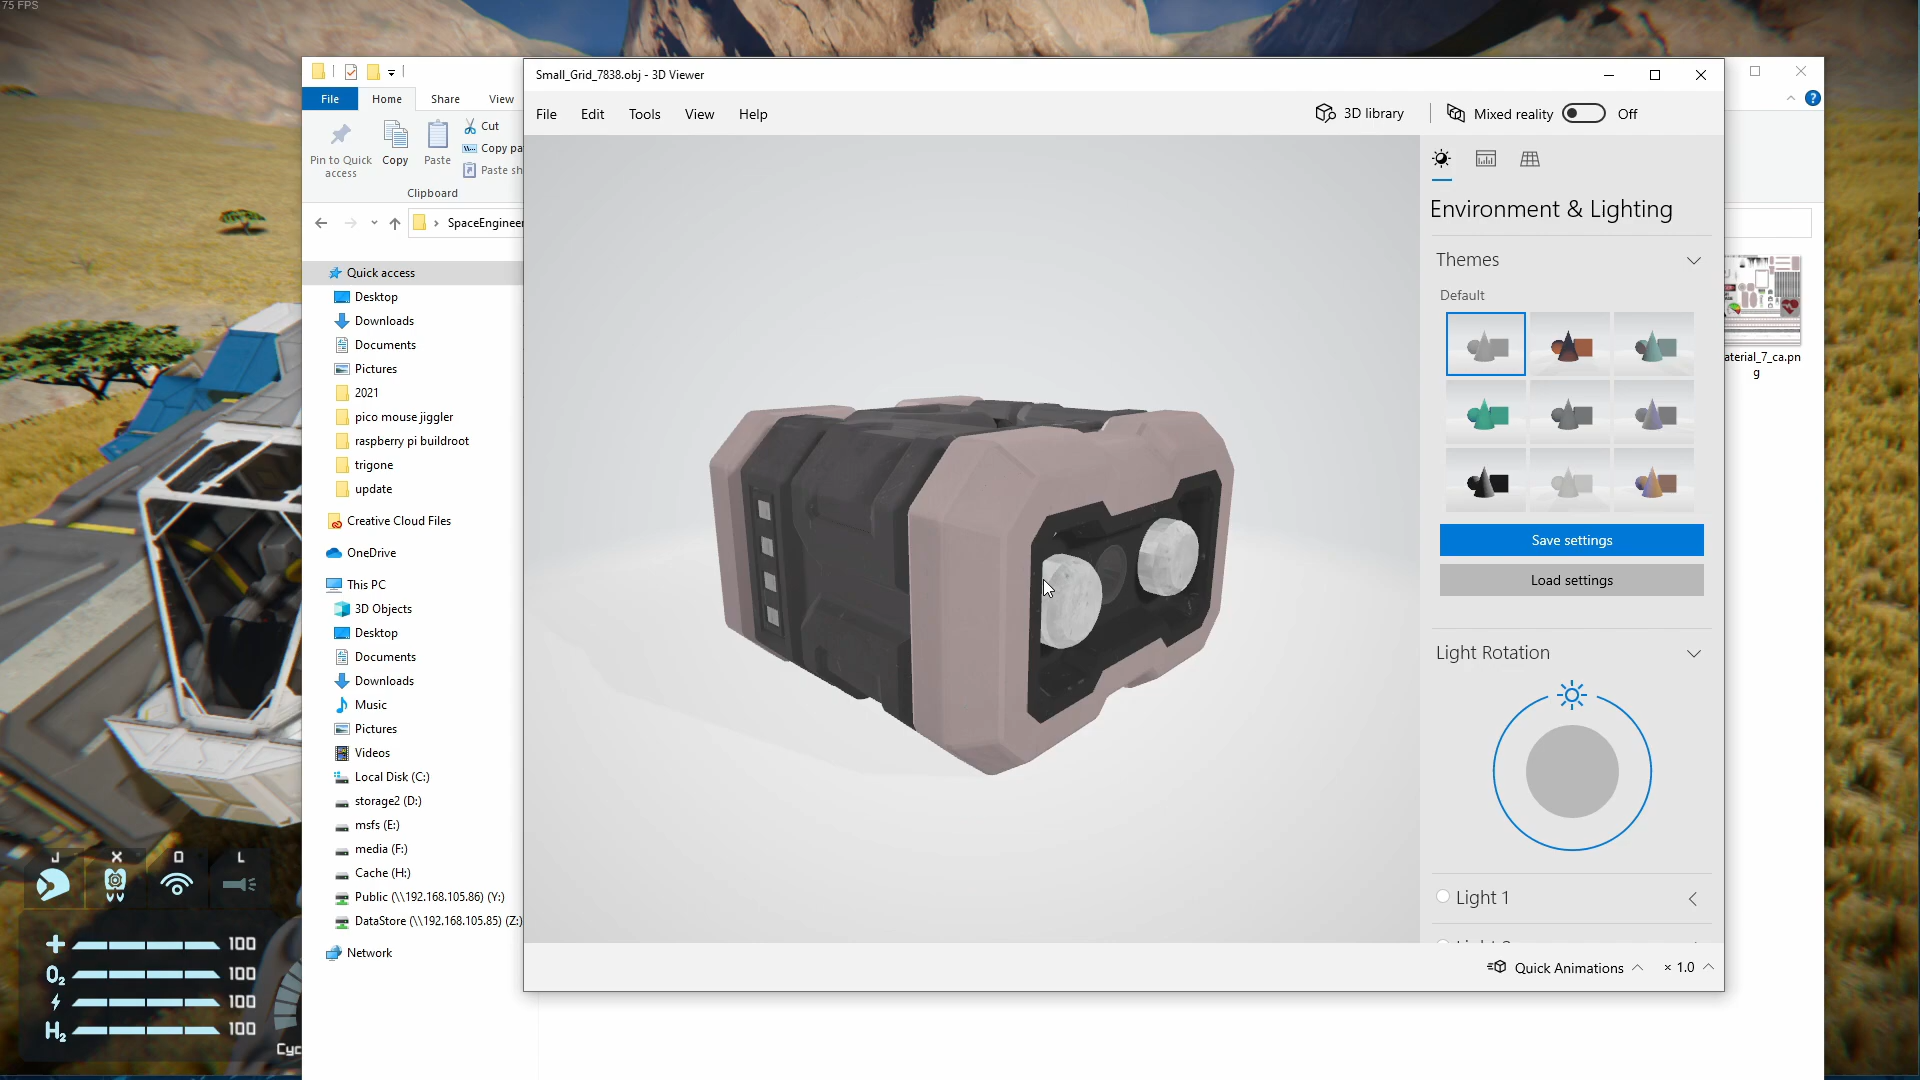 75 FPS
Small_Grid_7838.obj - 3D Viewer
File
Home
Share
View
File
Edit
Tools
View
Help
3D library
Mixed reality
Off
Pin to Quick
access
Copy
Paste
Cut
Copy pa
Paste sh
Clipboard
SpaceEngineer
Quick access
Desktop
Downloads
Documents
Pictures
2021
pico mouse jiggler
raspberry pi buildroot
trigone
update
Creative Cloud Files
OneDrive
This PC
3D Objects
Desktop
Documents
Downloads
Music
Pictures
Videos
Local Disk (C:)
storage2 (D:)
msfs (E:)
media (F:)
Cache (H:)
Public (\\192.168.105.86) (Y:)
DataStore (\\192.168.105.85) (Z:)
Network
Environment & Lighting
Themes
Default
Save settings
Load settings
Light Rotation
Light 1
Quick Animations
× 1.0
aterial_7_ca.pn
g
J
X
O
L
100
O₂ 100
100
H₂ 100
Cyc